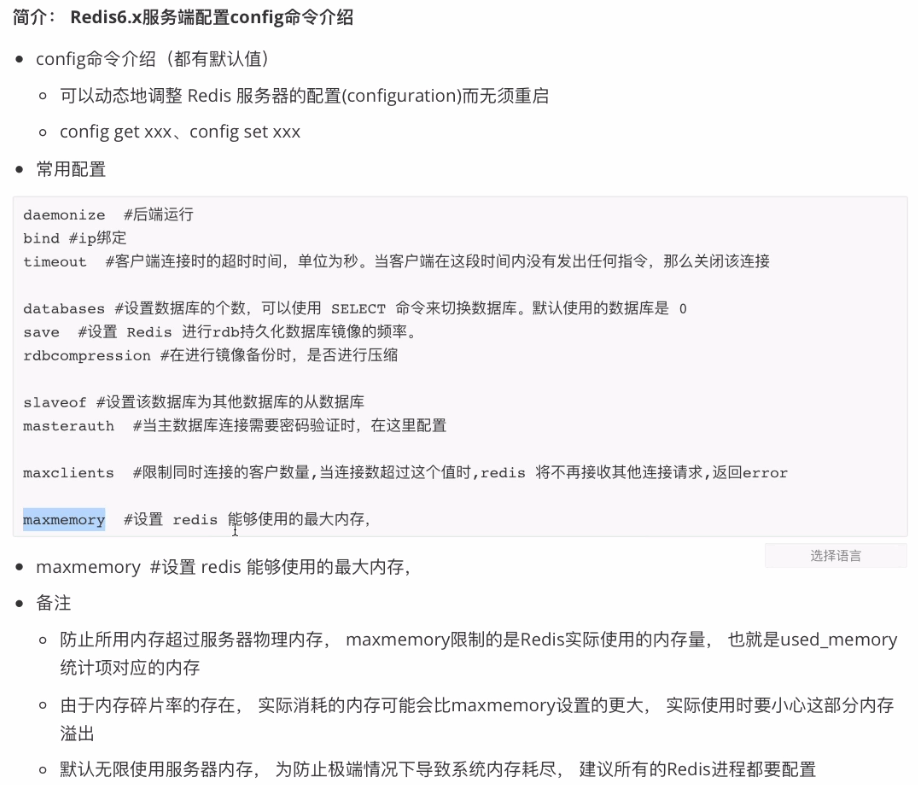 简介： Redis6.x服务端配置config命令介绍
config命令介绍（都有默认值）
可以动态地调整 Redis 服务器的配置(configuration)而无须重启
config get xxx、config set xxx
常用配置
daemonize  #后端运行
bind #ip绑定
timeout  #客户端连接时的超时时间，单位为秒。当客户端在这段时间内没有发出任何指令，那么关闭该连接
databases #设置数据库的个数，可以使用 SELECT 命令来切换数据库。默认使用的数据库是 0
save  #设置 Redis 进行rdb持久化数据库镜像的频率。
rdbcompression #在进行镜像备份时，是否进行压缩
slaveof #设置该数据库为其他数据库的从数据库
masterauth  #当主数据库连接需要密码验证时，在这里配置
maxclients  #限制同时连接的客户数量,当连接数超过这个值时,redis 将不再接收其他连接请求,返回error
maxmemory  #设置 redis 能够使用的最大内存，
选择语言
maxmemory  #设置 redis 能够使用的最大内存，
备注
防止所用内存超过服务器物理内存， maxmemory限制的是Redis实际使用的内存量， 也就是used_memory
统计项对应的内存
由于内存碎片率的存在， 实际消耗的内存可能会比maxmemory设置的更大， 实际使用时要小心这部分内存
溢出
默认无限使用服务器内存， 为防止极端情况下导致系统内存耗尽， 建议所有的Redis进程都要配置